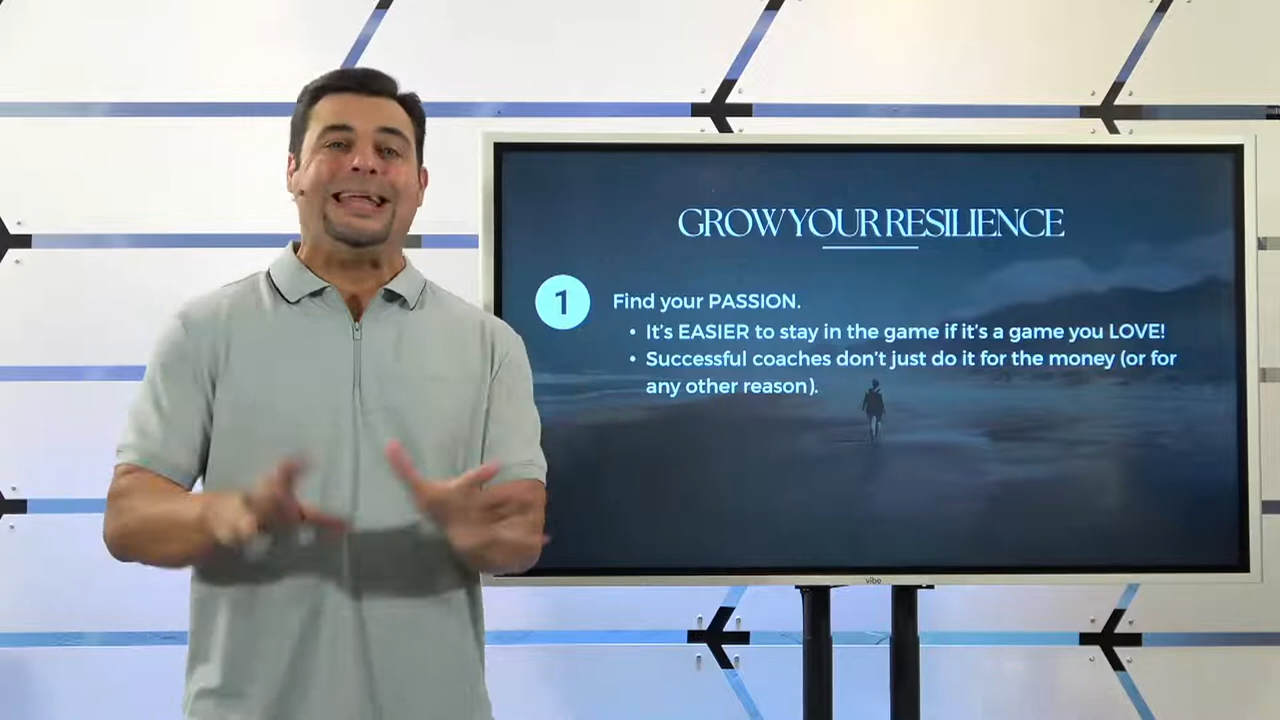 GROW YOUR RESILIENCE
1 Find your PASSION.
• It's EASIER to stay in the game if it's a game you LOVE!
• Successful coaches don't just do it for the money (or for
any other reason).
vibe